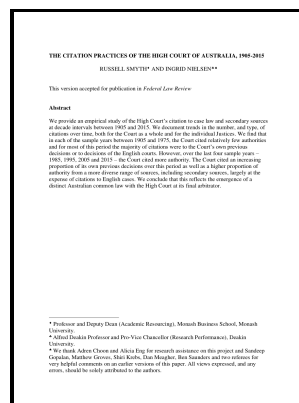 THE CITATION PRACTICES OF THE HIGH COURT OF AUSTRALIA, 1905-2015
RUSSELL SMYTH* AND INGRID NIELSEN**
This version accepted for publication in Federal Law Review
Abstract
We provide an empirical study of the High Court's citation to case law and secondary sources
at decade intervals between 1905 and 2015. We document trends in the number, and type, of
citations over time, both for the Court as a whole and for the individual Justices. We find that
in each of the sample years between 1905 and 1975, the Court cited relatively few authorities
and for most of this period the majority of citations were to the Court's own previous
decisions or to decisions of the English courts. However, over the last four sample years –
1985, 1995, 2005 and 2015 – the Court cited more authority. The Court cited an increasing
proportion of its own previous decisions over this period as well as a higher proportion of
authority from a more diverse range of sources, including secondary sources, largely at the
expense of citations to English cases. We conclude that this reflects the emergence of a
distinct Australian common law with the High Court at its final arbitrator.
* Professor and Deputy Dean (Academic Resourcing), Monash Business School, Monash
University.
* Alfred Deakin Professor and Pro-Vice Chancellor (Research Performance), Deakin
University.
* We thank Adren Choon and Alicia Eng for research assistance on this project and Sandeep
Gopalan, Matthew Groves, Shiri Krebs, Dan Meagher, Ben Saunders and two referees for
very helpful comments on an earlier versions of this paper. All views expressed, and any
errors, should be solely attributed to the authors.